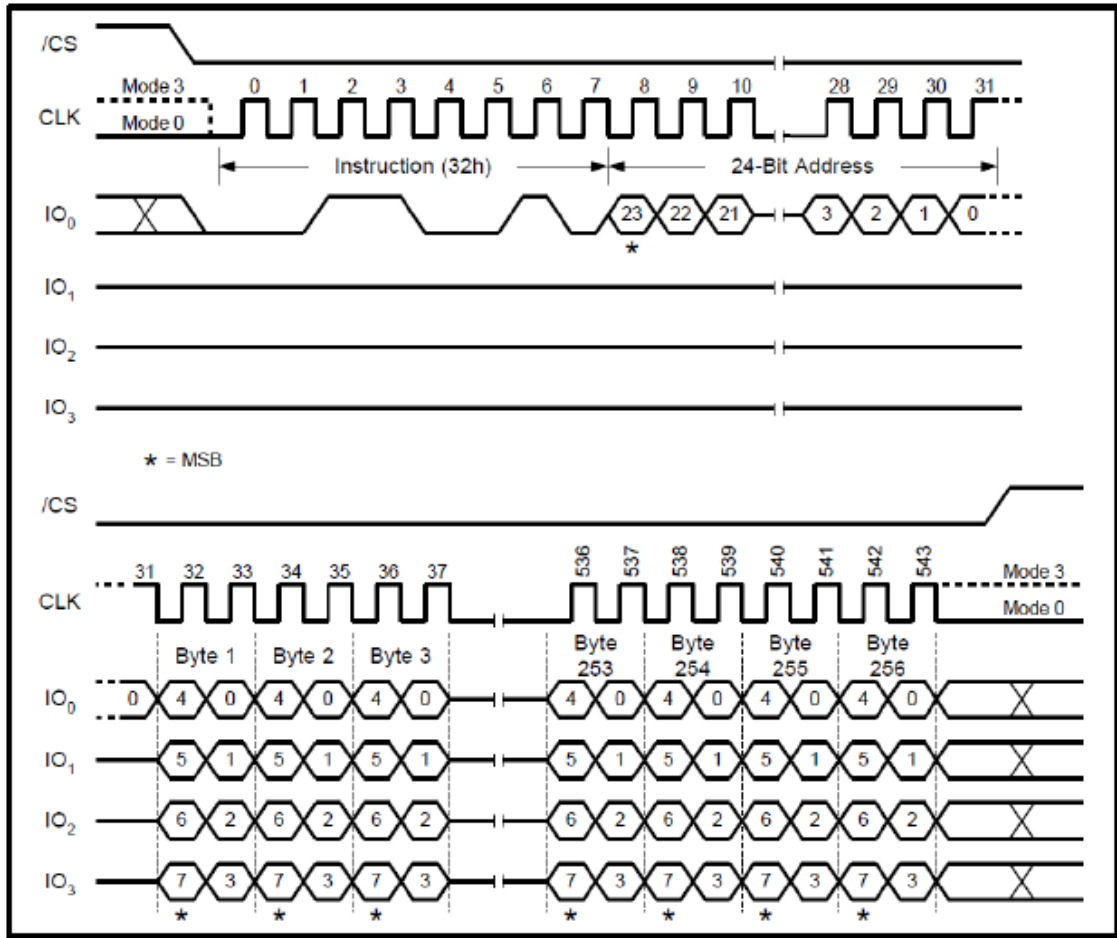 /CS
Mode 3 0 1 2 3 4 5 6 7 8 9 10 28 29 30 31
CLK
Mode 0
Instruction (32h) 24-Bit Address
IO0 23 22 21 3 2 1 0
*
IO1
IO2
IO3
* = MSB
/CS
31 32 33 34 35 36 37 536 537 538 539 540 541 542 543 Mode 3
CLK
Mode 0
Byte 1 Byte 2 Byte 3 Byte 253 Byte 254 Byte 255 Byte 256
IO0 0 4 0 4 0 4 0 4 0 4 0 4 0 4 0
IO1 5 1 5 1 5 1 5 1 5 1 5 1 5 1
IO2 6 2 6 2 6 2 6 2 6 2 6 2 6 2
IO3 7 3 7 3 7 3 7 3 7 3 7 3 7 3
* * * * * * *